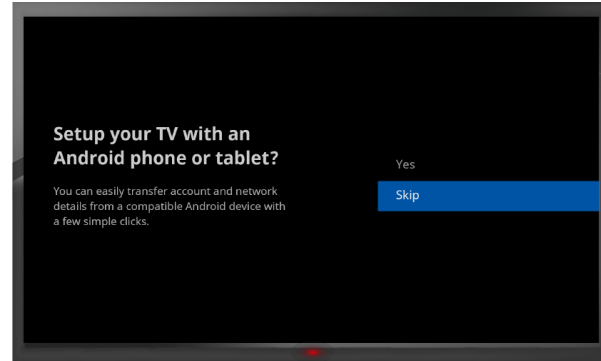 Setup your TV with an
Android phone or tablet?
You can easily transfer account and network
details from a compatible Android device with
a few simple clicks.
Yes
Skip